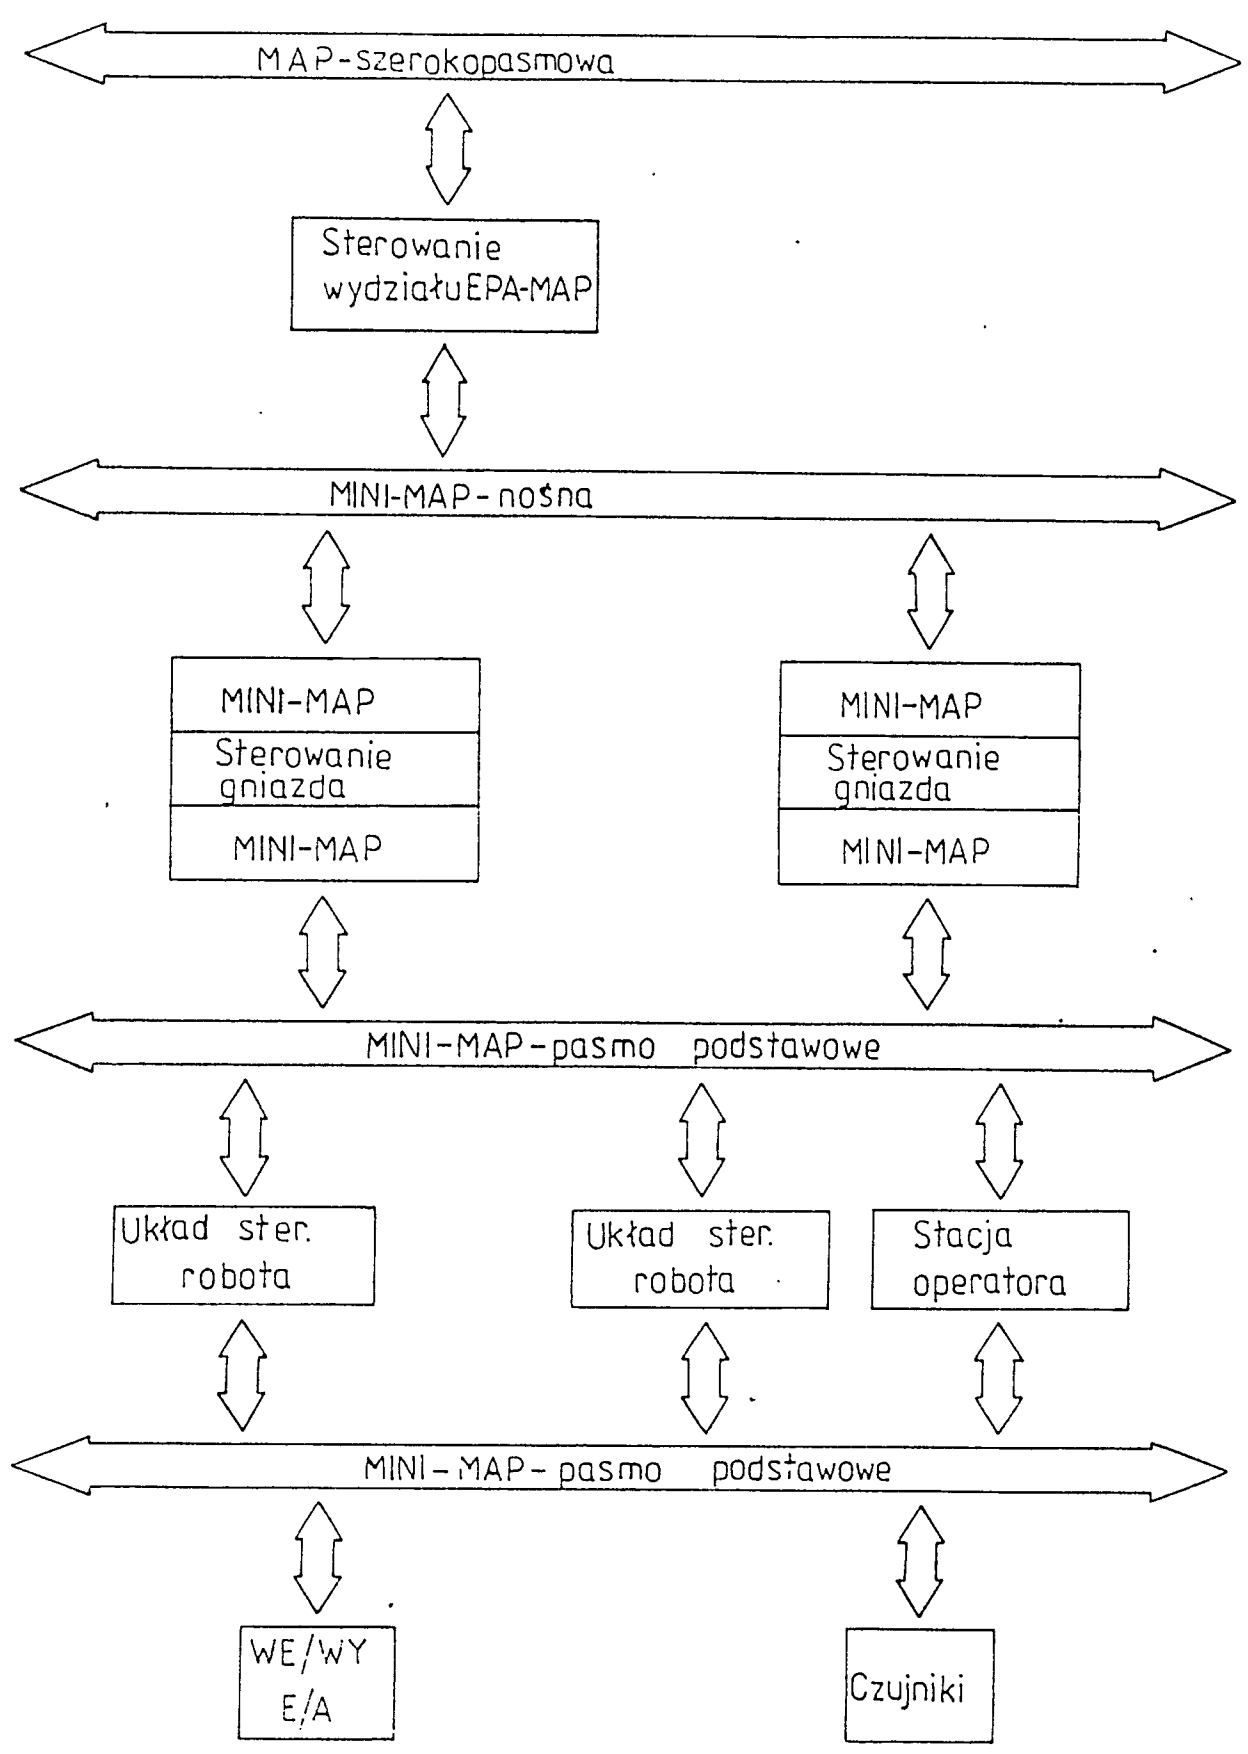 MAP-szerokopasmowa
Sterowanie
wydziału EPA-MAP
MINI-MAP-nośna
MINI-MAP
Sterowanie
gniazda
MINI-MAP
MINI-MAP
Sterowanie
gniazda
MINI-MAP
MINI-MAP-pasmo podstawowe
Układ ster.
robota
Układ ster.
robota
Stacja
operatora
MINI-MAP-pasmo podstawowe
WE/WY
E/A
Czujniki